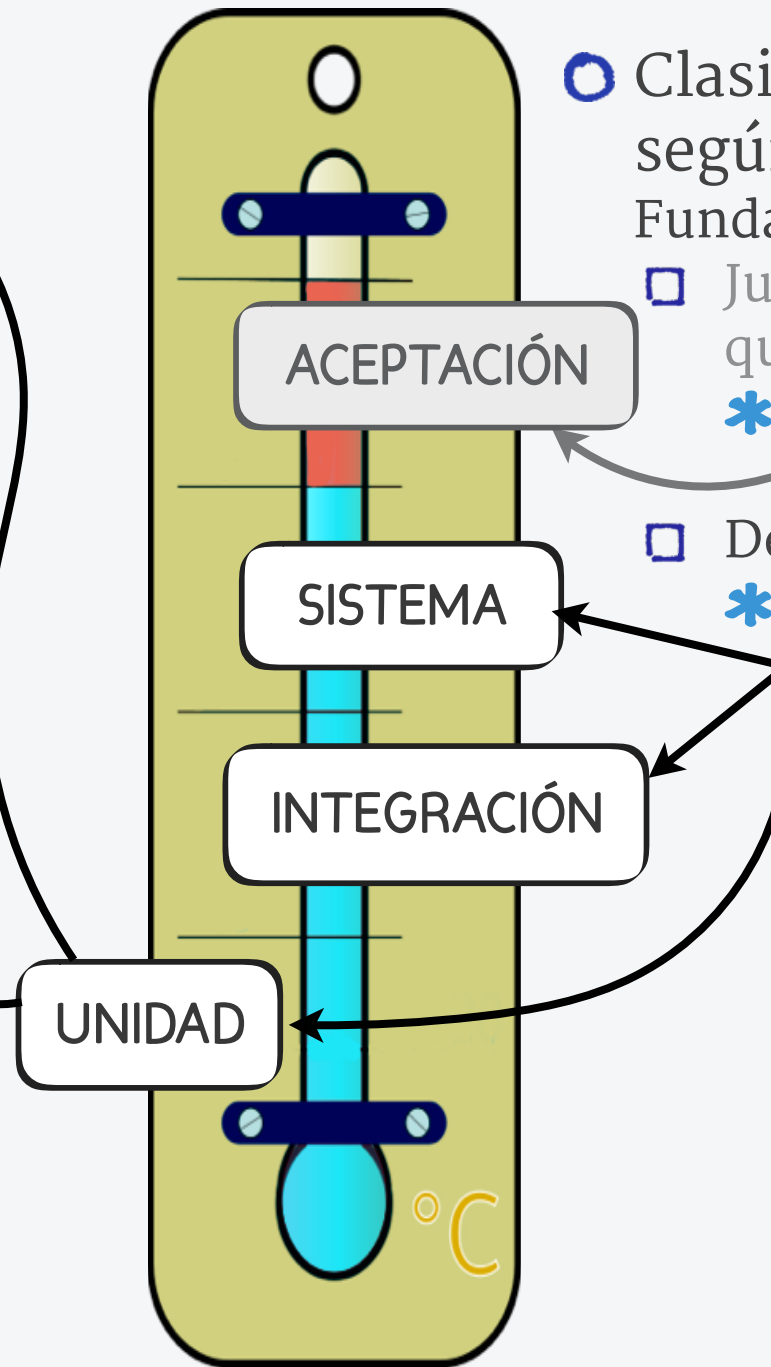 Clasi
segú
Funda
Ju
qu
ACEPTACIÓN
De
SISTEMA
INTEGRACIÓN
UNIDAD
°C